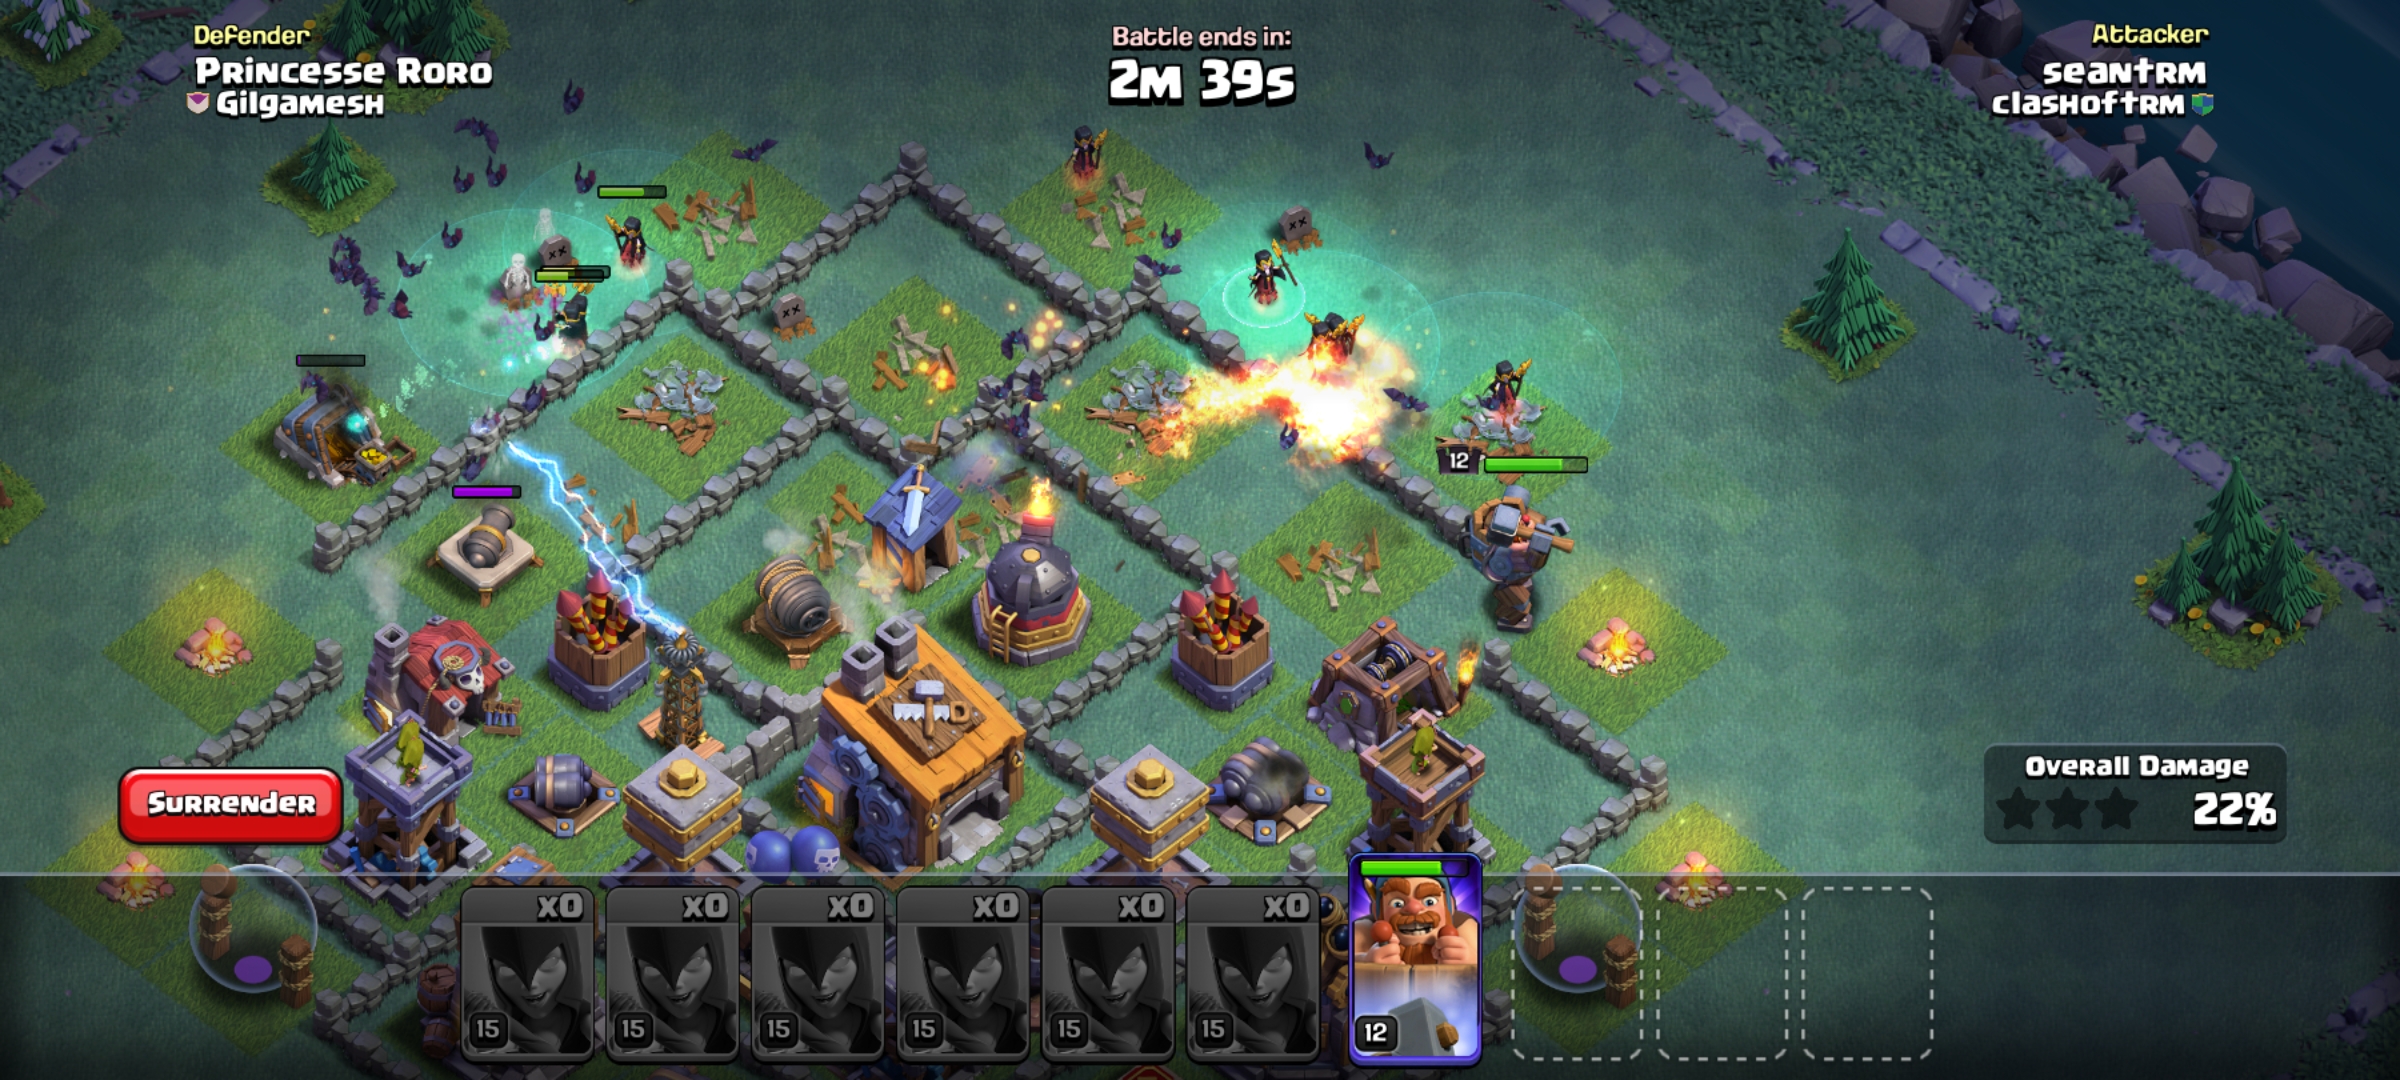 Defender
Princesse Roro
Gilgamesh
Battle ends in:
2m 39s
Attacker
seantrm
clashoftrm
12
Surrender
Overall Damage
22%
x0 x0 x0 x0 x0 x0
15 15 15 15 15 15 12